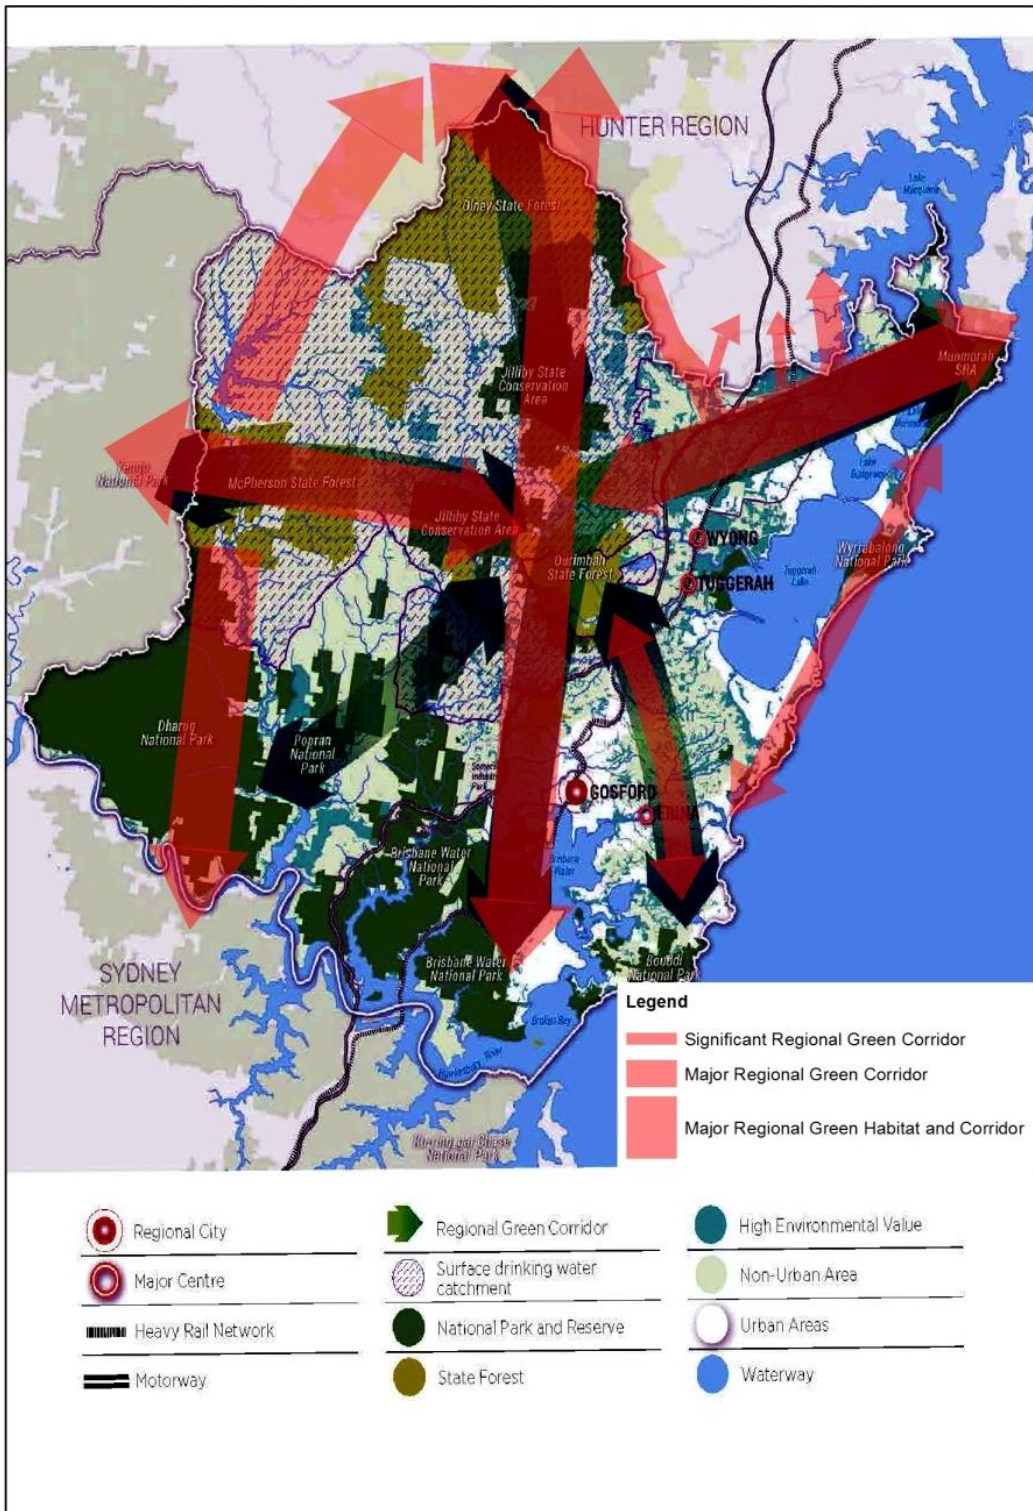 HUNTER REGION
Lake
Macquarie
Olney State Forest
Munmorah
SRA
Jilliby State
Conservation
Area
Lake
Munmorah
Lake
Budgewoi
Yengo
National Park
McPherson State Forest
Jilliby State
Conservation Area
WYONG
Ourimbah
State Forest
Wyrrabalong
National Park
Tuggerah
Lake
TUGGERAH
Dharug
National Park
Popran
National
Park
GOSFORD
ERINA
Brisbane Water
National
Park
Brisbane
Water
SYDNEY
METROPOLITAN
REGION
Brisbane Water
National Park
Bouddi
National Park
Broken Bay
Hawkesbury River
Ku-ring-gai Chase
National Park
Legend
Significant Regional Green Corridor
Major Regional Green Corridor
Major Regional Green Habitat and Corridor
Regional City
Regional Green Corridor
High Environmental Value
Major Centre
Surface drinking water
catchment
Non-Urban Area
Heavy Rail Network
National Park and Reserve
Urban Areas
Motorway
State Forest
Waterway